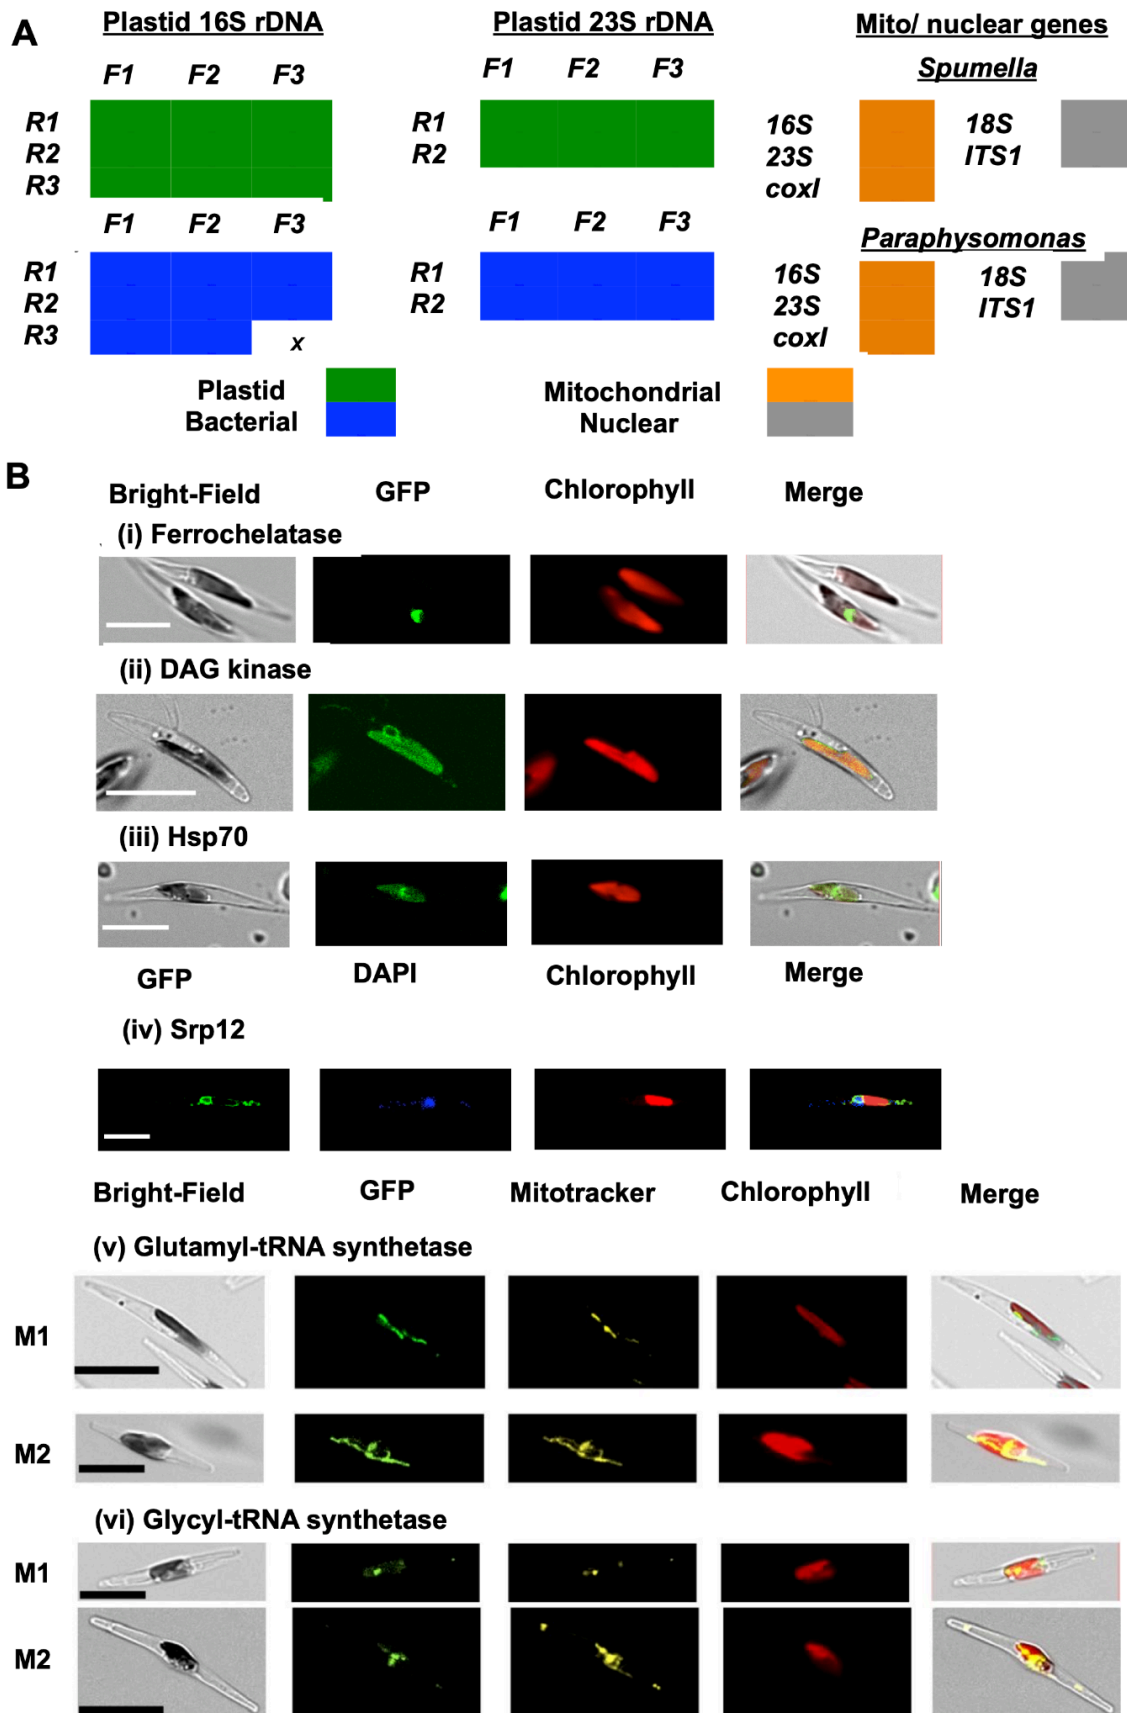 A
Plastid 16S rDNA
Plastid 23S rDNA
Mito/ nuclear genes
F1 F2 F3
F1 F2 F3
Spumella
R1
R2
R3
R1
R2
16S
23S
coxI
18S
ITS1
F1 F2 F3
F1 F2 F3
Paraphysomonas
R1
R2
R3
x
R1
R2
16S
23S
coxI
18S
ITS1
Plastid
Bacterial
Mitochondrial
Nuclear
B
Bright-Field GFP Chlorophyll Merge
(i) Ferrochelatase
(ii) DAG kinase
(iii) Hsp70
GFP DAPI Chlorophyll Merge
(iv) Srp12
Bright-Field GFP Mitotracker Chlorophyll Merge
(v) Glutamyl-tRNA synthetase
M1
M2
(vi) Glycyl-tRNA synthetase
M1
M2